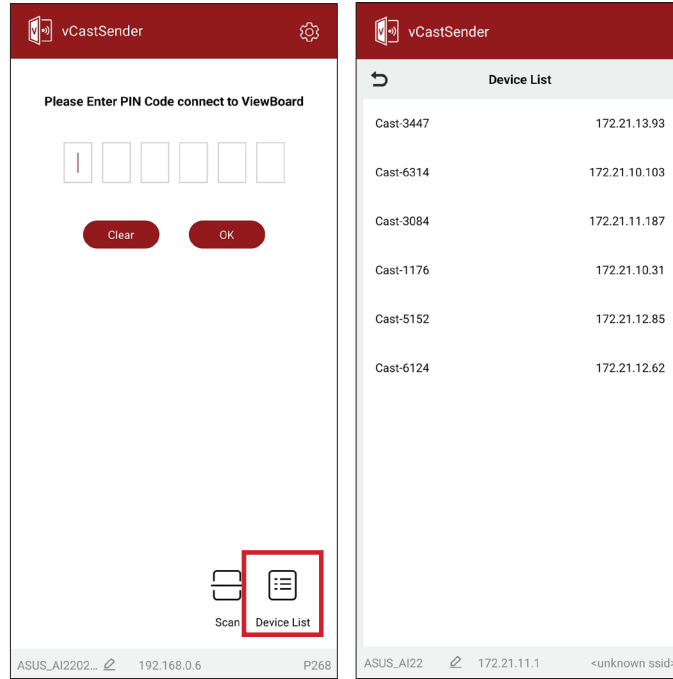 vCastSender
Please Enter PIN Code connect to ViewBoard
Clear OK
Scan Device List
ASUS_AI2202... 192.168.0.6 P268
vCastSender
Device List
Cast-3447 172.21.13.93
Cast-6314 172.21.10.103
Cast-3084 172.21.11.187
Cast-1176 172.21.10.31
Cast-5152 172.21.12.85
Cast-6124 172.21.12.62
ASUS_AI22 172.21.11.1 <unknown ssid>